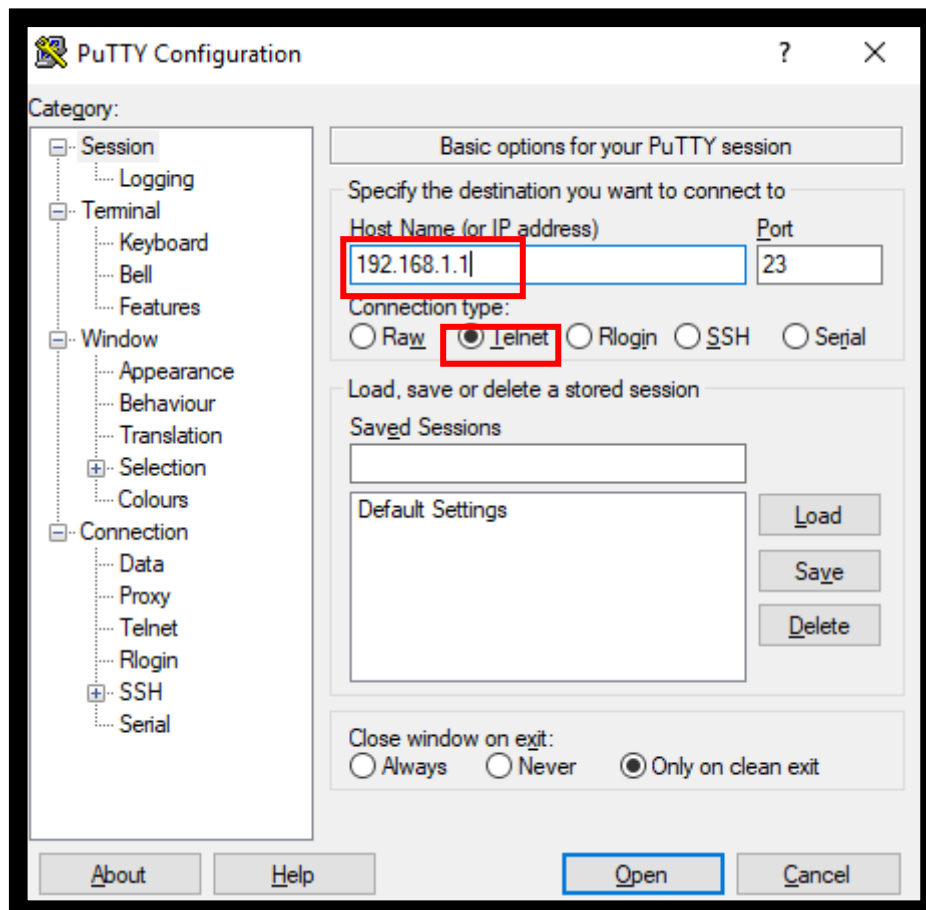 PuTTY Configuration ? ×
Category:
Session
Logging
Terminal
Keyboard
Bell
Features
Window
Appearance
Behaviour
Translation
Selection
Colours
Connection
Data
Proxy
Telnet
Rlogin
SSH
Serial
Basic options for your PuTTY session
Specify the destination you want to connect to
Host Name (or IP address) Port
192.168.1.1 23
Connection type:
Raw Telnet Rlogin SSH Serial
Load, save or delete a stored session
Saved Sessions
Default Settings
Load
Save
Delete
Close window on exit:
Always Never Only on clean exit
About Help Open Cancel